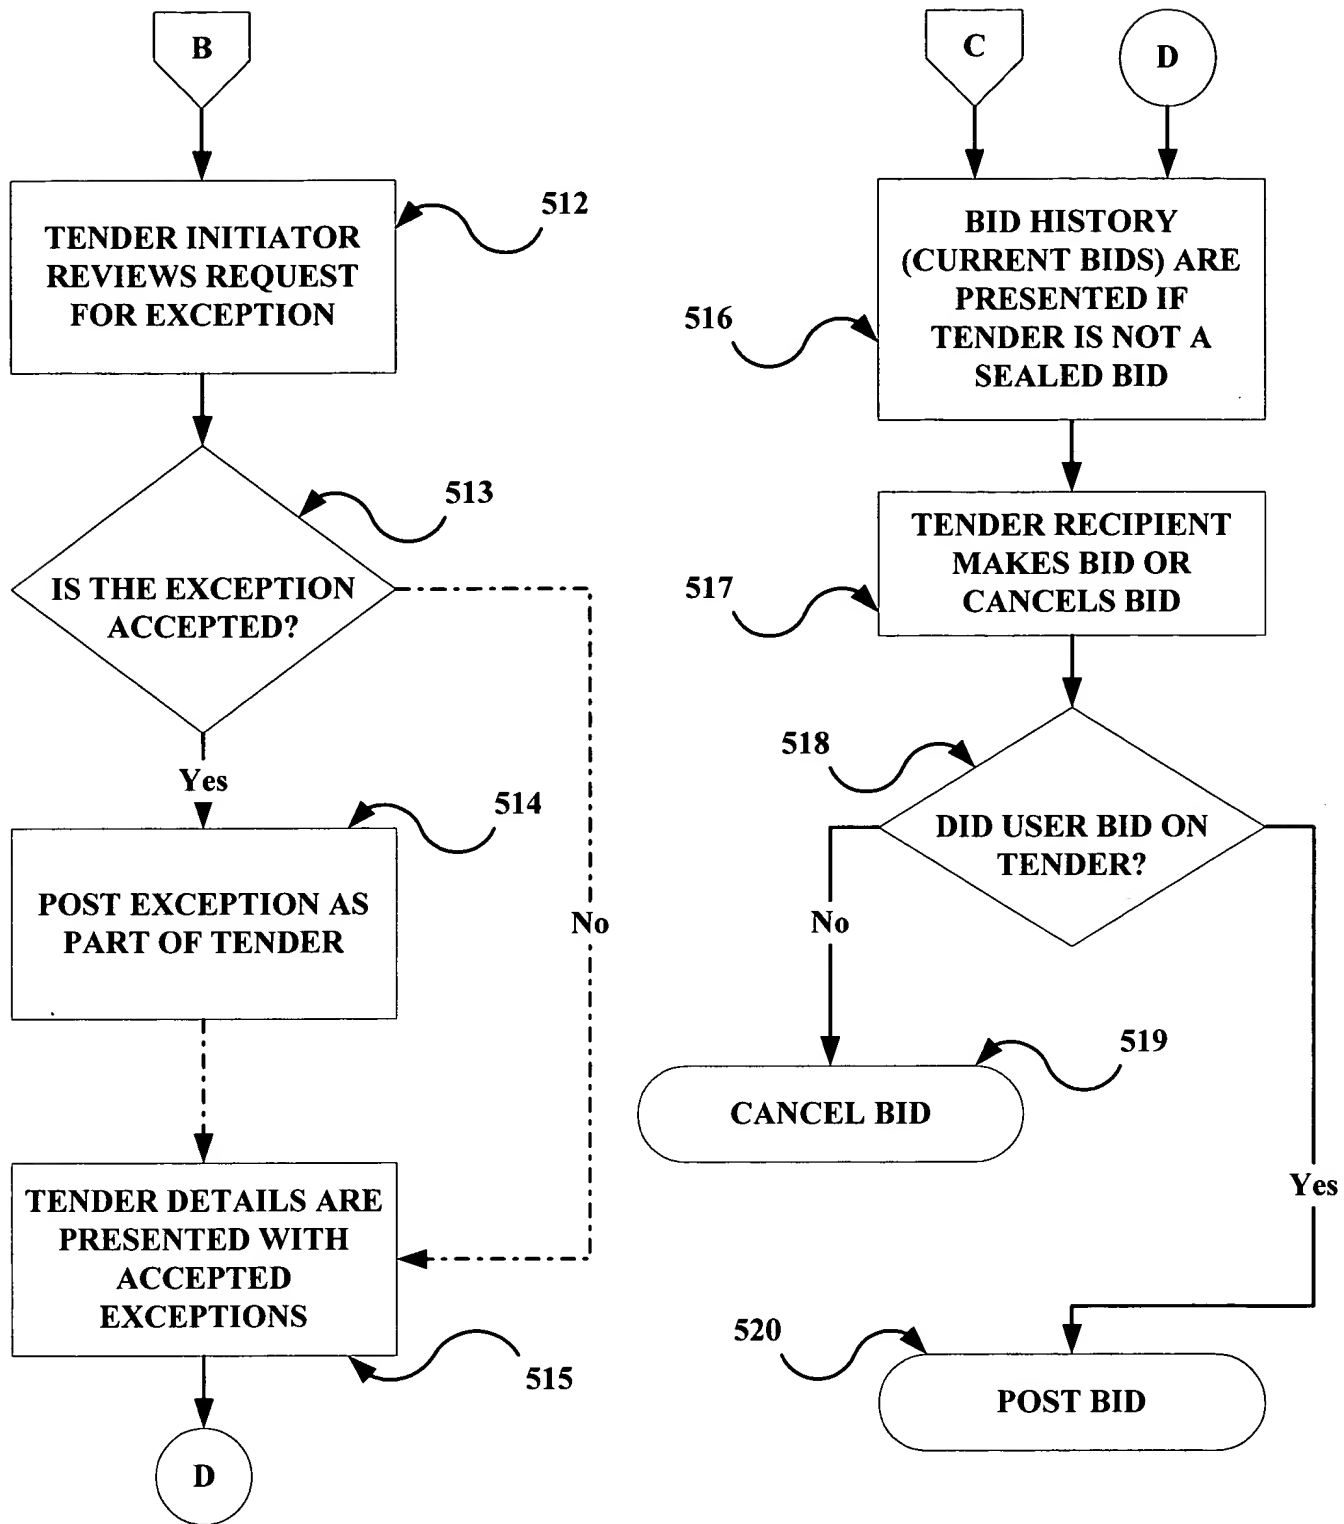 B
512
TENDER INITIATOR
REVIEWS REQUEST
FOR EXCEPTION
513
IS THE EXCEPTION
ACCEPTED?
Yes
514
POST EXCEPTION AS
PART OF TENDER
No
TENDER DETAILS ARE
PRESENTED WITH
ACCEPTED
EXCEPTIONS
515
D
C
D
BID HISTORY
(CURRENT BIDS) ARE
PRESENTED IF
TENDER IS NOT A
SEALED BID
516
TENDER RECIPIENT
MAKES BID OR
CANCELS BID
517
518
DID USER BID ON
TENDER?
No
519
CANCEL BID
Yes
520
POST BID